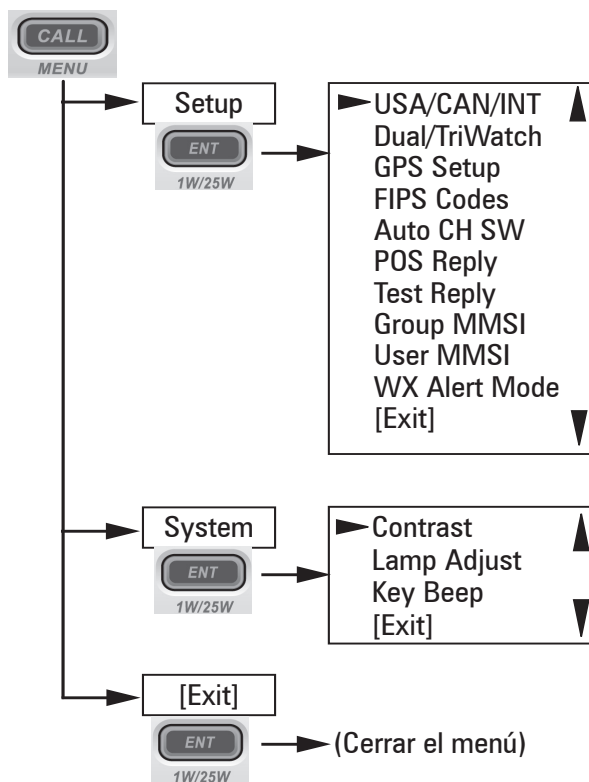 CALL
MENU
Setup
ENT
1W/25W
USA/CAN/INT
Dual/TriWatch
GPS Setup
FIPS Codes
Auto CH SW
POS Reply
Test Reply
Group MMSI
User MMSI
WX Alert Mode
[Exit]
System
ENT
1W/25W
Contrast
Lamp Adjust
Key Beep
[Exit]
[Exit]
ENT
1W/25W
(Cerrar el menú)